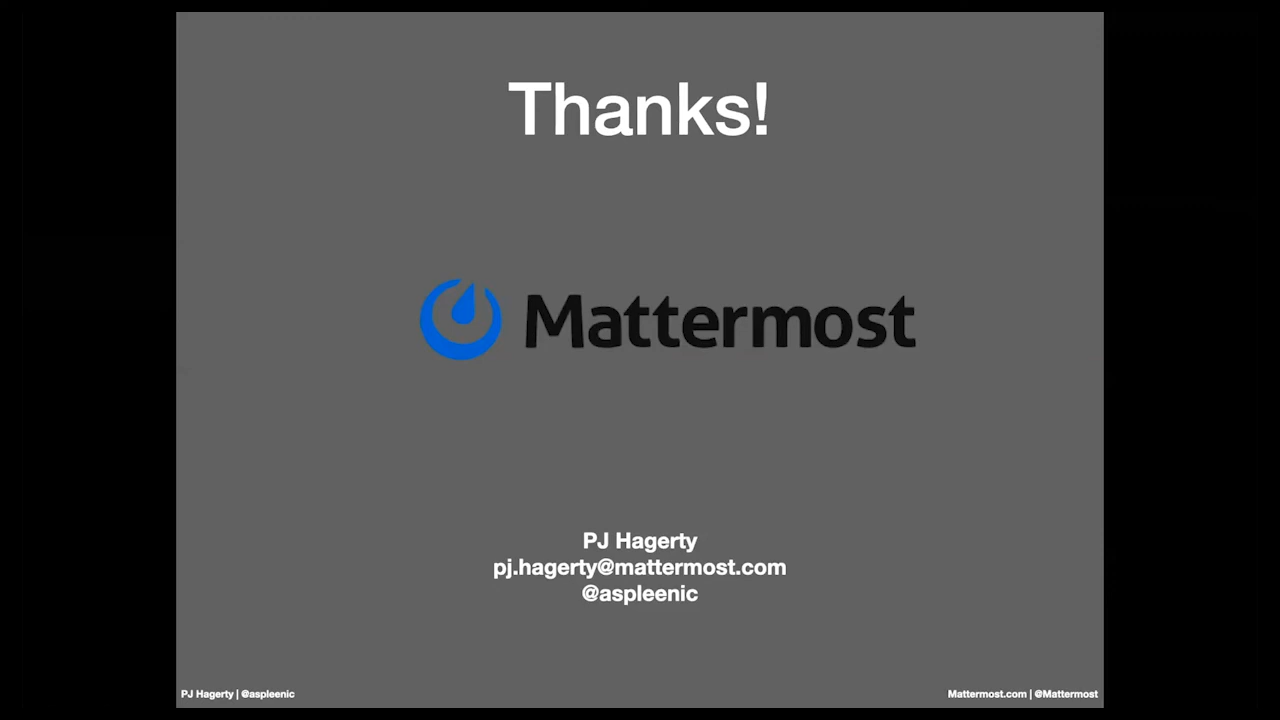 Thanks!
Mattermost
PJ Hagerty
pj.hagerty@mattermost.com
@aspleenic
PJ Hagerty | @aspleenic
Mattermost.com | @Mattermost